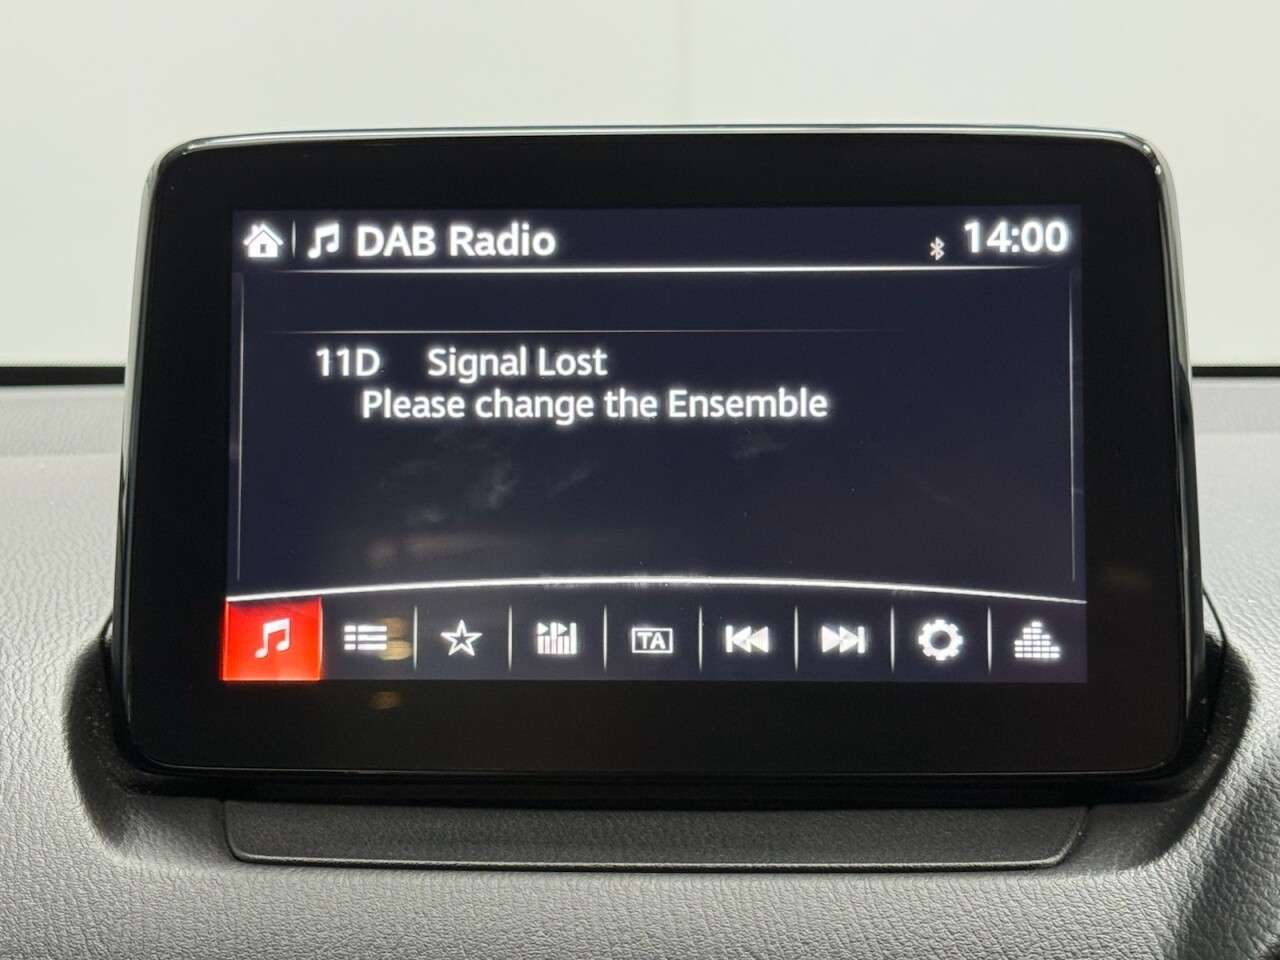 DAB Radio 14:00
11D Signal Lost
Please change the Ensemble
TA